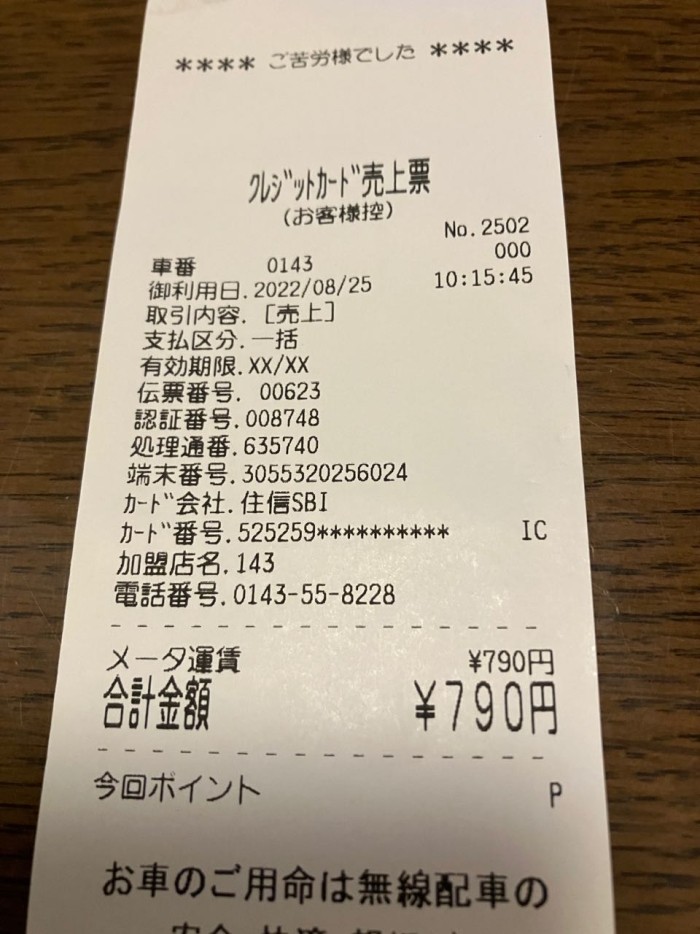 **** ご苦労様でした ****
クレジットカード売上票
(お客様控)
No.2502
車番 0143 000
御利用日.2022/08/25 10:15:45
取引内容. [売上]
支払区分.一括
有効期限.XX/XX
伝票番号. 00623
認証番号.008748
処理通番.635740
端末番号.3055320256024
カード会社.住信SBI
カード番号.525259********** IC
加盟店名.143
電話番号.0143-55-8228
メータ運賃 ¥790円
合計金額 ¥790円
今回ポイント P
お車のご用命は無線配車の